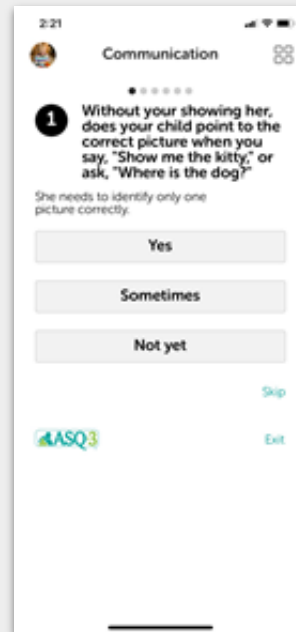 2:21
Communication
1
Without your showing her,
does your child point to the
correct picture when you
say, "Show me the kitty," or
ask, "Where is the dog?"
She needs to identify only one
picture correctly.
Yes
Sometimes
Not yet
Skip
ASQ3
Exit